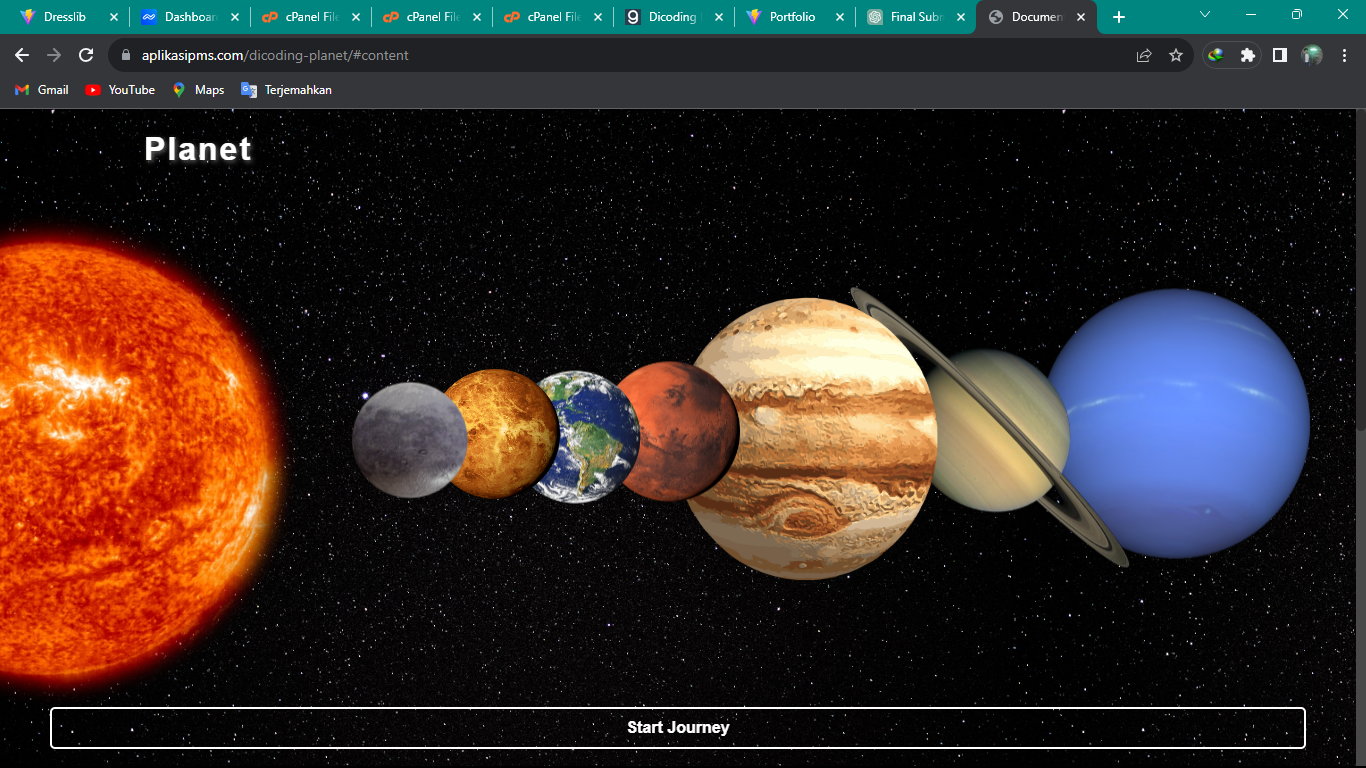 Dresslib
Dashboar
cPanel File
cPanel File
cPanel File
Dicoding
Portfolio
Final Subr
Documen
aplikasipms.com/dicoding-planet/#content
Gmail
YouTube
Maps
Terjemahkan
Planet
Start Journey